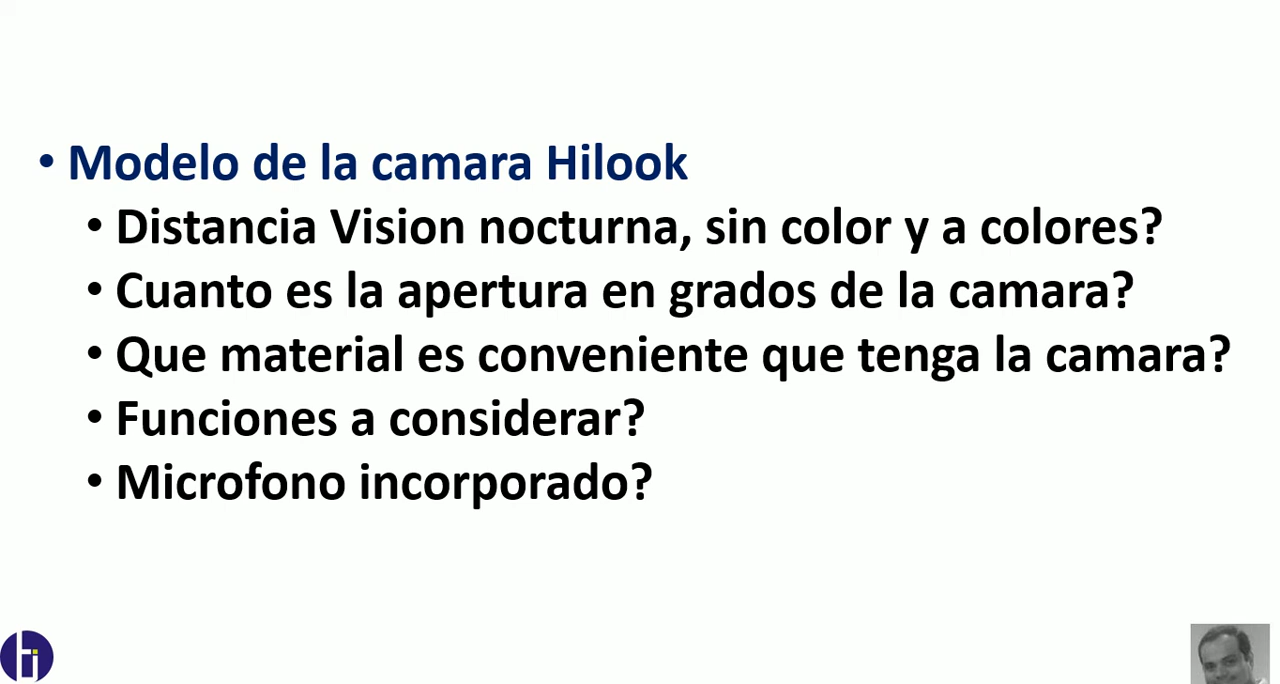 • Modelo de la camara Hilook
• Distancia Vision nocturna, sin color y a colores?
• Cuanto es la apertura en grados de la camara?
• Que material es conveniente que tenga la camara?
• Funciones a considerar?
• Microfono incorporado?